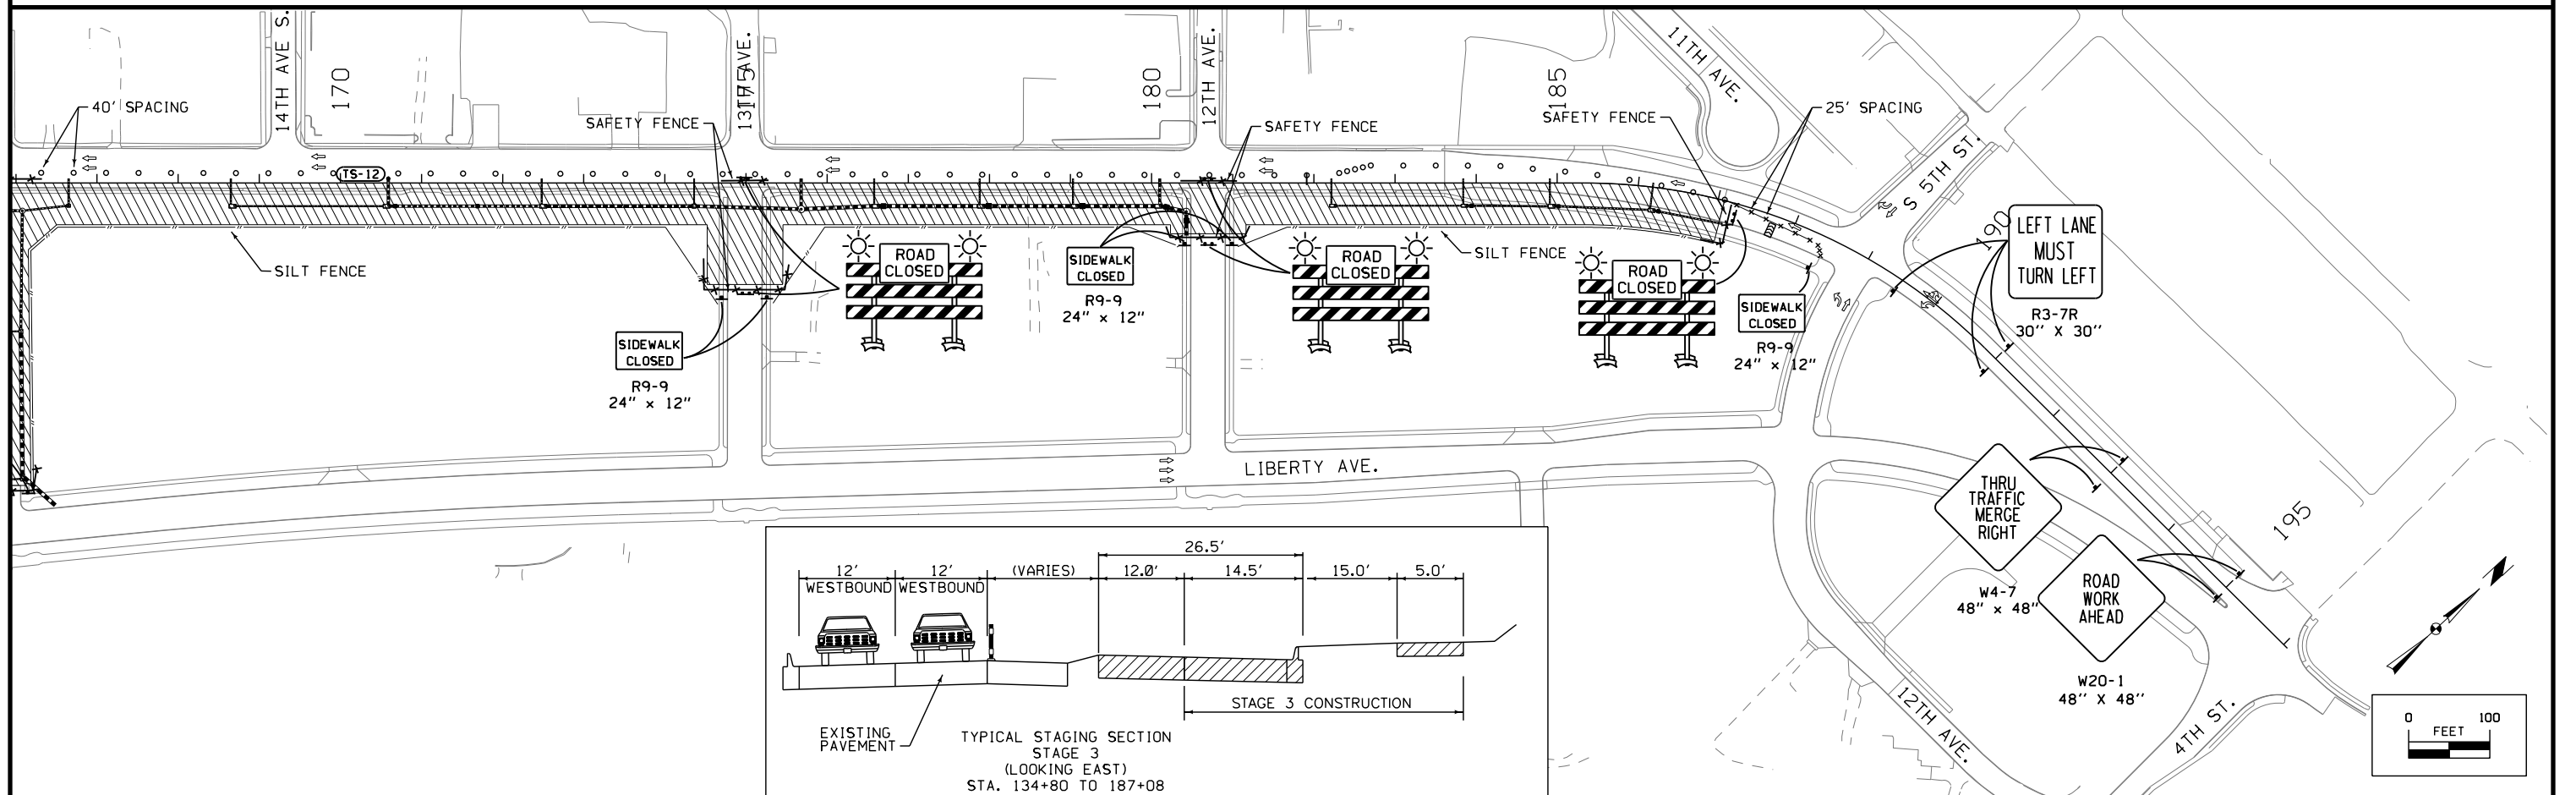 14TH AVE S.
170
13TH AVE.
175
180
12TH AVE.
185
11TH AVE.
S 5TH ST.
190
195
40' SPACING
SAFETY FENCE
SAFETY FENCE
SAFETY FENCE
25' SPACING
TS-12
SILT FENCE
SILT FENCE
ROAD
CLOSED
ROAD
CLOSED
ROAD
CLOSED
SIDEWALK
CLOSED
R9-9
24" x 12"
SIDEWALK
CLOSED
R9-9
24" x 12"
SIDEWALK
CLOSED
R9-9
24" x 12"
LEFT LANE
MUST
TURN LEFT
R3-7R
30" X 30"
LIBERTY AVE.
THRU
TRAFFIC
MERGE
RIGHT
W4-7
48" x 48"
ROAD
WORK
AHEAD
W20-1
48" X 48"
12TH AVE.
4TH ST.
26.5'
12' 12' (VARIES) 12.0' 14.5' 15.0' 5.0'
WESTBOUND WESTBOUND
STAGE 3 CONSTRUCTION
EXISTING
PAVEMENT
TYPICAL STAGING SECTION
STAGE 3
(LOOKING EAST)
STA. 134+80 TO 187+08
N
0 100
FEET